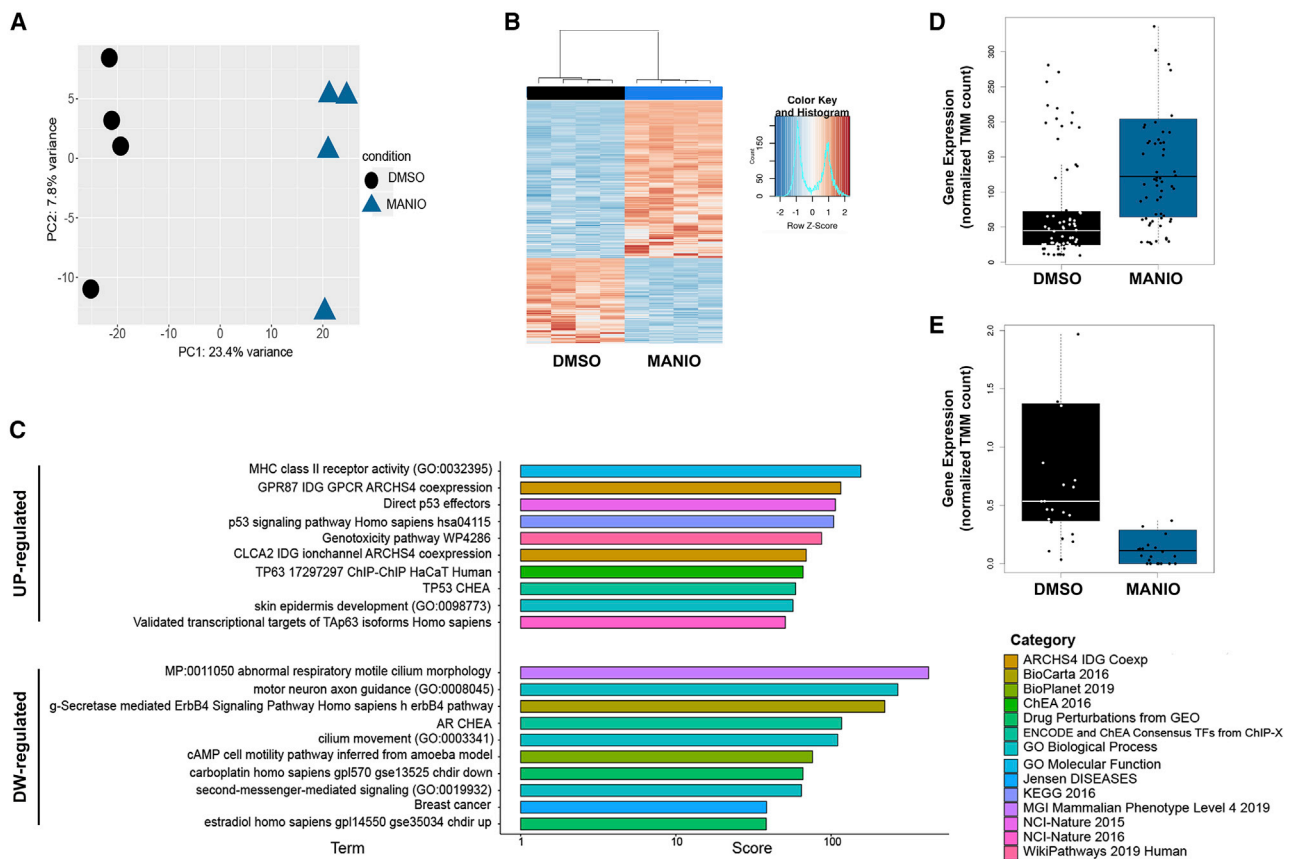 A
5
0
-5
-10
PC2: 7.8% variance
-20
-10
0
10
20
PC1: 23.4% variance
condition
DMSO
MANIO
B
DMSO
MANIO
Color Key
and Histogram
Count
0
50
150
-2
-1
0
1
2
Row Z-Score
D
Gene Expression
(normalized TMM count)
300
250
200
150
100
50
0
DMSO
MANIO
E
Gene Expression
(normalized TMM count)
2.0
1.5
1.0
0.5
0.0
DMSO
MANIO
C
UP-regulated
MHC class II receptor activity (GO:0032395)
GPR87 IDG GPCR ARCHS4 coexpression
Direct p53 effectors
p53 signaling pathway Homo sapiens hsa04115
Genotoxicity pathway WP4286
CLCA2 IDG ionchannel ARCHS4 coexpression
TP63 17297297 ChIP-ChIP HaCaT Human
TP53 CHEA
skin epidermis development (GO:0098773)
Validated transcriptional targets of TAp63 isoforms Homo sapiens
DW-regulated
MP:0011050 abnormal respiratory motile cilium morphology
motor neuron axon guidance (GO:0008045)
g-Secretase mediated ErbB4 Signaling Pathway Homo sapiens h erbB4 pathway
AR CHEA
cilium movement (GO:0003341)
cAMP cell motility pathway inferred from amoeba model
carboplatin homo sapiens gpl570 gse13525 chdir down
second-messenger-mediated signaling (GO:0019932)
Breast cancer
estradiol homo sapiens gpl14550 gse35034 chdir up
1
10
100
Term
Score
Category
ARCHS4 IDG Coexp
BioCarta 2016
BioPlanet 2019
ChEA 2016
Drug Perturbations from GEO
ENCODE and ChEA Consensus TFs from ChIP-X
GO Biological Process
GO Molecular Function
Jensen DISEASES
KEGG 2016
MGI Mammalian Phenotype Level 4 2019
NCI-Nature 2015
NCI-Nature 2016
WikiPathways 2019 Human